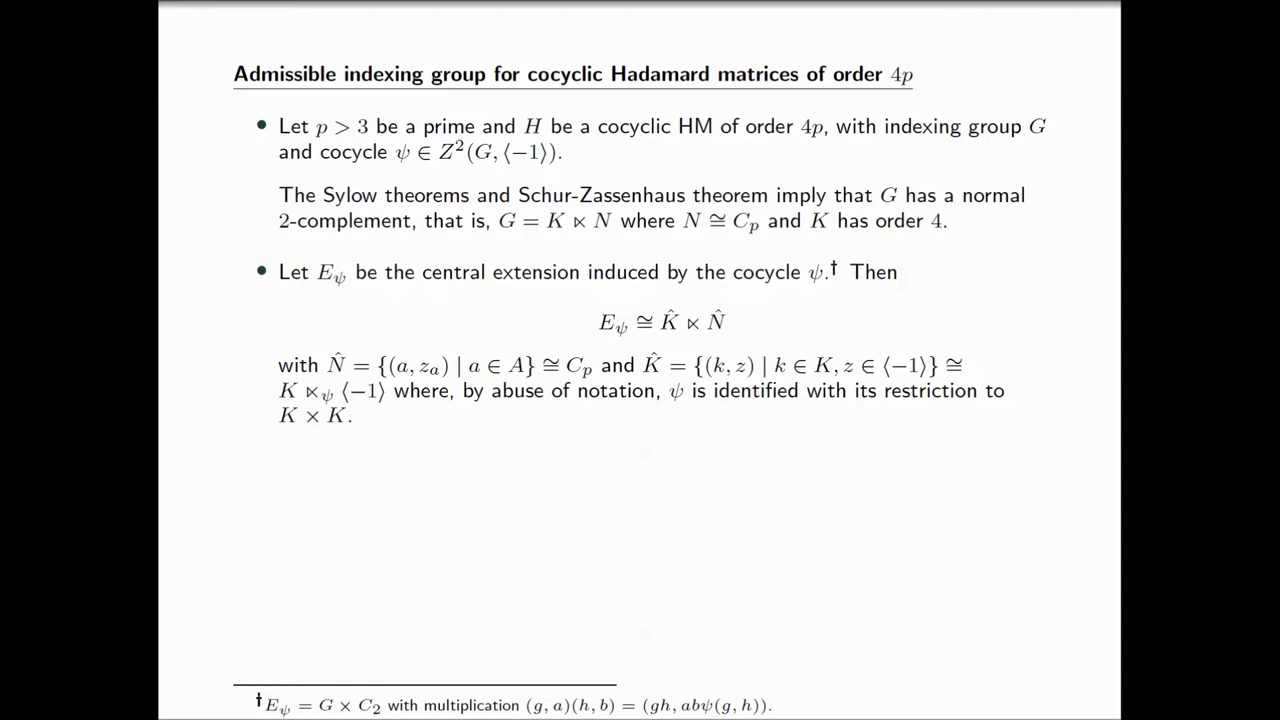 Admissible indexing group for cocyclic Hadamard matrices of order 4p
• Let p > 3 be a prime and H be a cocyclic HM of order 4p, with indexing group G
and cocycle ψ ∈ Z²(G, ⟨−1⟩).
The Sylow theorems and Schur-Zassenhaus theorem imply that G has a normal
2-complement, that is, G = K ⋉ N where N ≅ Cₚ and K has order 4.
• Let E_ψ be the central extension induced by the cocycle ψ.† Then
E_ψ ≅ K̂ ⋉ N̂
with N̂ = {(a, zₐ) | a ∈ A} ≅ Cₚ and K̂ = {(k, z) | k ∈ K, z ∈ ⟨−1⟩} ≅
K ⋉_ψ ⟨−1⟩ where, by abuse of notation, ψ is identified with its restriction to
K × K.
†E_ψ = G × C₂ with multiplication (g, a)(h, b) = (gh, abψ(g, h)).